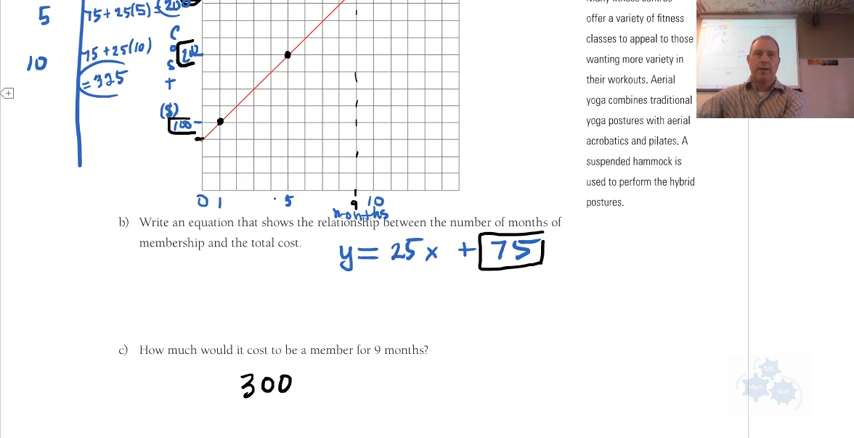 5 75+25(5)
10 75+25(10)
=325
C
o
s
t
($)
100
0 1 5 9 10
months
offer a variety of fitness
classes to appeal to those
wanting more variety in
their workouts. Aerial
yoga combines traditional
yoga postures with aerial
acrobatics and pilates. A
suspended hammock is
used to perform the hybrid
postures.
b) Write an equation that shows the relationship between the number of months of
membership and the total cost.
y = 25x + 75
c) How much would it cost to be a member for 9 months?
300